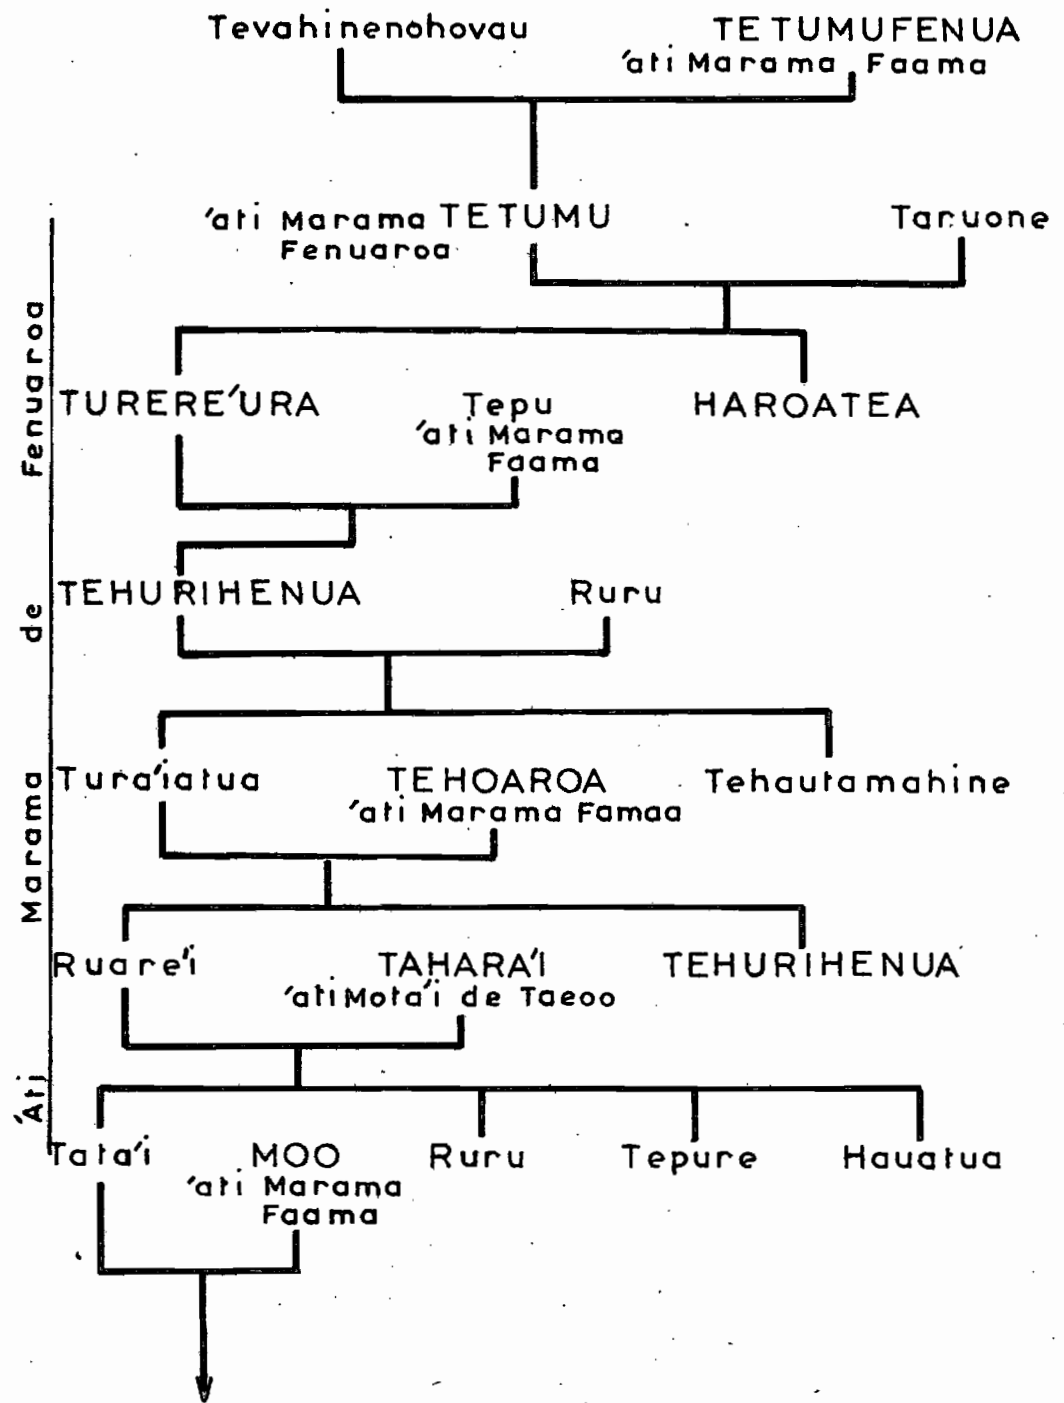 Tevahinenohovau TETUMUFENUA
'ati Marama Faama
'ati Marama TETUMU Taruone
Fenuaroa
TURERE'URA Tepu HAROATEA
'ati Marama
Faama
TEHURIHENUA Ruru
Tura'iatua TEHOAROA Tehautamahine
'ati Marama Famaa
Ruare'i TAHARA'I TEHURIHENUA
'ati Mota'i de Taeoo
Tata'i MOO Ruru Tepure Hauatua
'ati Marama
Faama
'Ati Marama de Fenuaroa